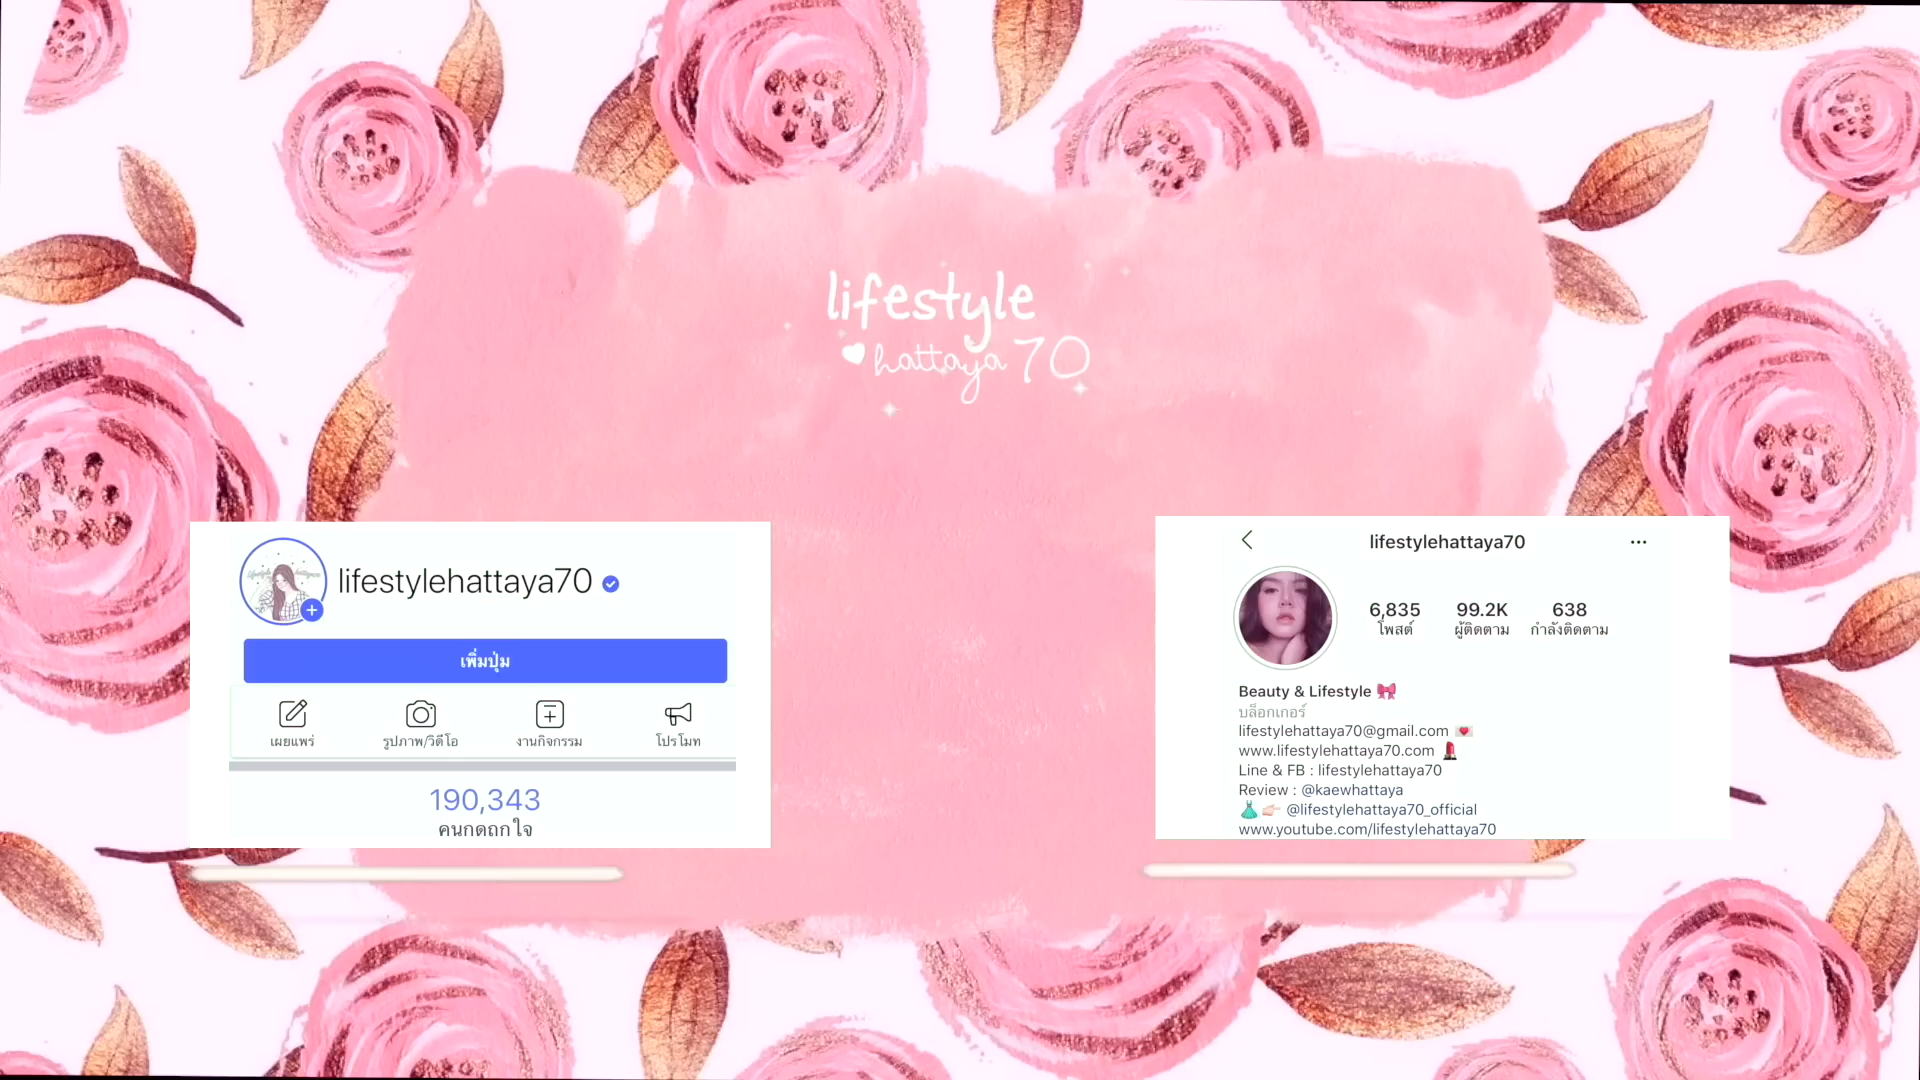 lifestyle
hattaya 70
lifestylehattaya70
เพิ่มปุ่ม
เผยแพร่
รูปภาพ/วิดีโอ
งานกิจกรรม
โปรโมท
190,343
คนกดถูกใจ
lifestylehattaya70
6,835 99.2K 638
โพสต์ ผู้ติดตาม กำลังติดตาม
Beauty & Lifestyle 🎀
บล็อกเกอร์
lifestylehattaya70@gmail.com 💌
www.lifestylehattaya70.com 💄
Line & FB : lifestylehattaya70
Review : @kaewhattaya
👗👉🏻 @lifestylehattaya70_official
www.youtube.com/lifestylehattaya70